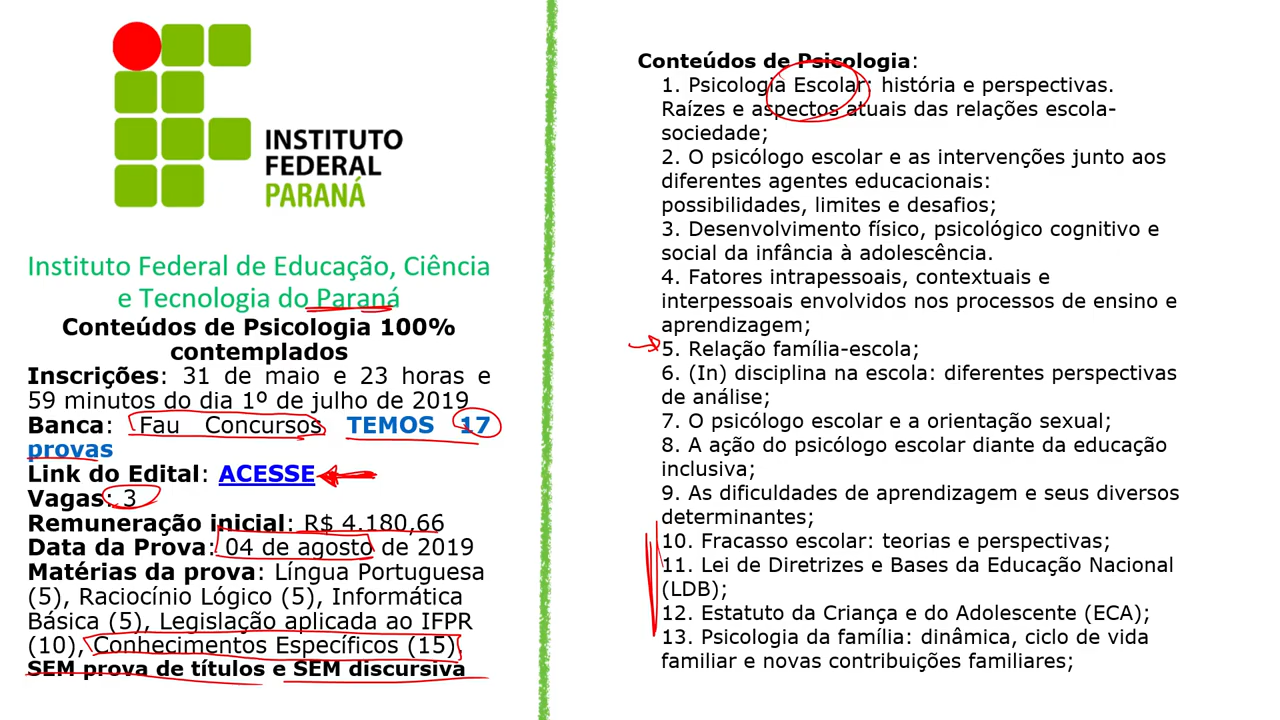 INSTITUTO
FEDERAL
PARANÁ
Instituto Federal de Educação, Ciência
e Tecnologia do Paraná
Conteúdos de Psicologia 100%
contemplados
Inscrições: 31 de maio e 23 horas e
59 minutos do dia 1º de julho de 2019
Banca: Fau Concursos TEMOS 17
provas
Link do Edital: ACESSE
Vagas: 3
Remuneração inicial: R$ 4.180,66
Data da Prova: 04 de agosto de 2019
Matérias da prova: Língua Portuguesa
(5), Raciocínio Lógico (5), Informática
Básica (5), Legislação aplicada ao IFPR
(10), Conhecimentos Específicos (15),
SEM prova de títulos e SEM discursiva
Conteúdos de Psicologia:
1. Psicologia Escolar: história e perspectivas.
Raízes e aspectos atuais das relações escola-
sociedade;
2. O psicólogo escolar e as intervenções junto aos
diferentes agentes educacionais:
possibilidades, limites e desafios;
3. Desenvolvimento físico, psicológico cognitivo e
social da infância à adolescência.
4. Fatores intrapessoais, contextuais e
interpessoais envolvidos nos processos de ensino e
aprendizagem;
5. Relação família-escola;
6. (In) disciplina na escola: diferentes perspectivas
de análise;
7. O psicólogo escolar e a orientação sexual;
8. A ação do psicólogo escolar diante da educação
inclusiva;
9. As dificuldades de aprendizagem e seus diversos
determinantes;
10. Fracasso escolar: teorias e perspectivas;
11. Lei de Diretrizes e Bases da Educação Nacional
(LDB);
12. Estatuto da Criança e do Adolescente (ECA);
13. Psicologia da família: dinâmica, ciclo de vida
familiar e novas contribuições familiares;